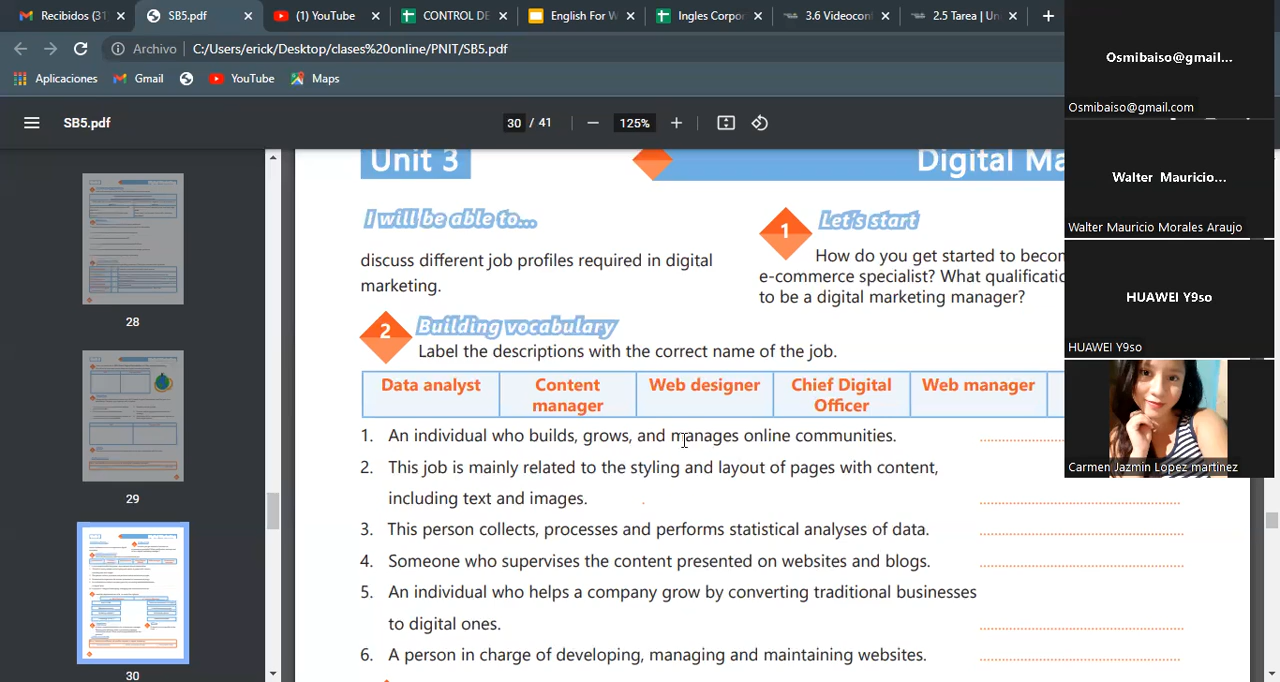 Recibidos (31
SB5.pdf
(1) YouTube
CONTROL DE
English For W
Ingles Corpor
3.6 Videocon
2.5 Tarea | Un
Archivo
C:/Users/erick/Desktop/clases%20online/PNIT/SB5.pdf
Aplicaciones
Gmail
YouTube
Maps
SB5.pdf
30 / 41
125%
Osmibaiso@gmail...
Osmibaiso@gmail.com
Walter Mauricio...
Walter Mauricio Morales Araujo
HUAWEI Y9so
HUAWEI Y9so
Carmen Jazmin Lopez martinez
28
29
30
Unit 3
Digital Ma
I will be able to...
discuss different job profiles required in digital
marketing.
1 Let's start
How do you get started to becom
e-commerce specialist? What qualificatio
to be a digital marketing manager?
2 Building vocabulary
Label the descriptions with the correct name of the job.
Data analyst
Content
manager
Web designer
Chief Digital
Officer
Web manager
1. An individual who builds, grows, and manages online communities.
2. This job is mainly related to the styling and layout of pages with content,
including text and images.
3. This person collects, processes and performs statistical analyses of data.
4. Someone who supervises the content presented on websites and blogs.
5. An individual who helps a company grow by converting traditional businesses
to digital ones.
6. A person in charge of developing, managing and maintaining websites.